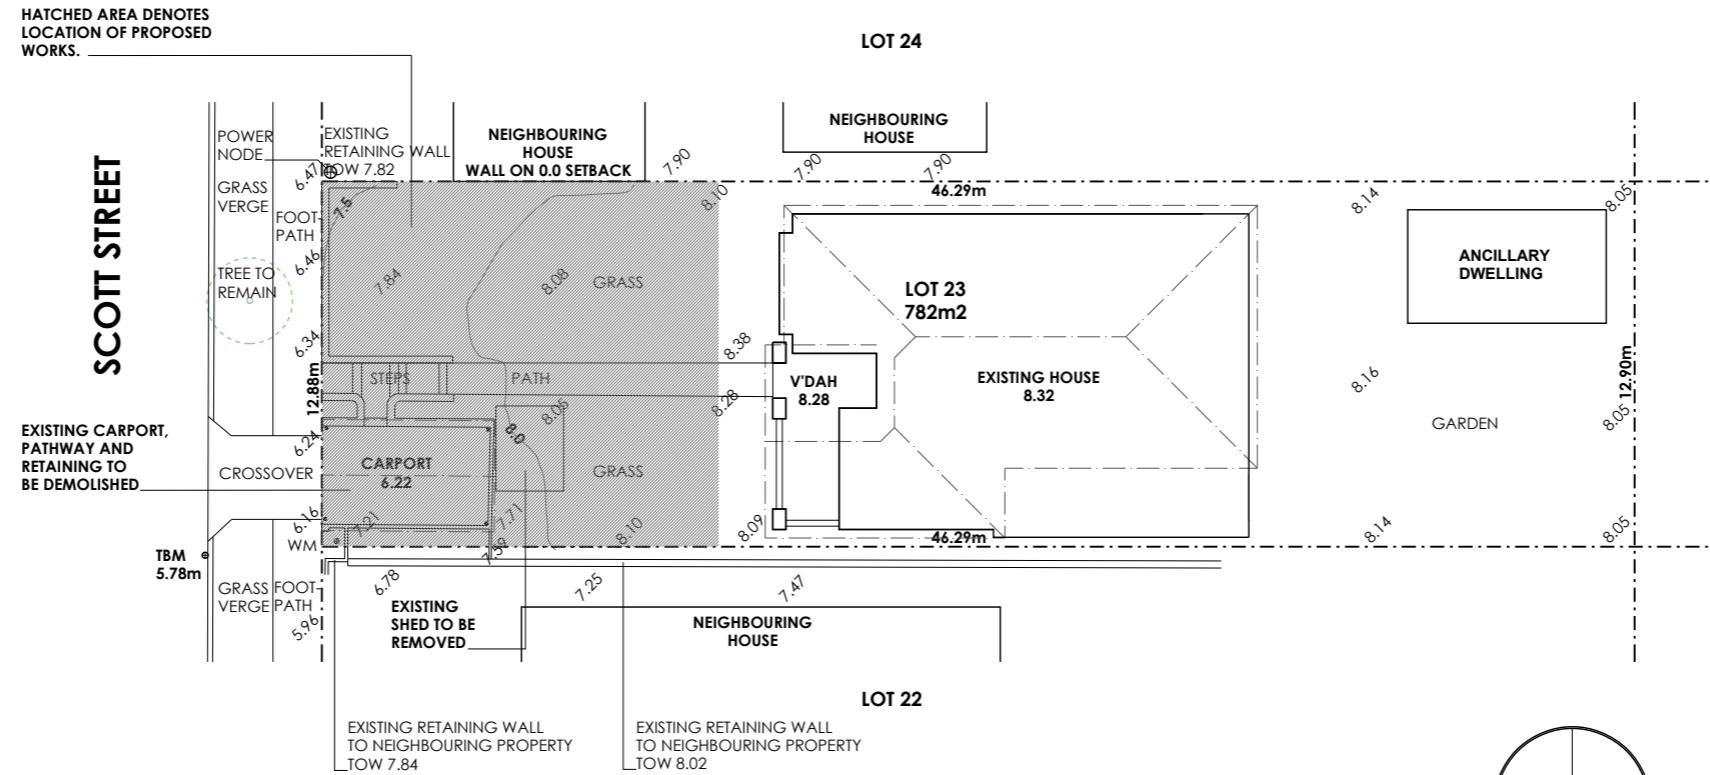 HATCHED AREA DENOTES
LOCATION OF PROPOSED
WORKS.
LOT 24
SCOTT STREET
POWER
NODE
EXISTING
RETAINING WALL
TOW 7.82
NEIGHBOURING
HOUSE
WALL ON 0.0 SETBACK
NEIGHBOURING
HOUSE
7.90
7.90
7.90
6.47
GRASS
VERGE
7.5
8.10
46.29m
8.14
8.05
FOOT-
PATH
6.46
TREE TO
REMAIN
7.84
8.08
GRASS
LOT 23
782m2
ANCILLARY
DWELLING
6.34
12.88m
STEPS
PATH
8.38
8.28
V'DAH
8.28
EXISTING HOUSE
8.32
8.16
12.90m
8.05
8.0
8.05
GARDEN
EXISTING CARPORT,
PATHWAY AND
RETAINING TO
BE DEMOLISHED
6.24
CROSSOVER
CARPORT
6.22
GRASS
6.16
WM
7.21
7.71
7.59
8.10
8.09
46.29m
8.14
8.05
TBM
5.78m
GRASS
VERGE
FOOT-
PATH
5.96
6.78
7.25
7.47
EXISTING
SHED TO BE
REMOVED
NEIGHBOURING
HOUSE
LOT 22
EXISTING RETAINING WALL
TO NEIGHBOURING PROPERTY
TOW 7.84
EXISTING RETAINING WALL
TO NEIGHBOURING PROPERTY
TOW 8.02